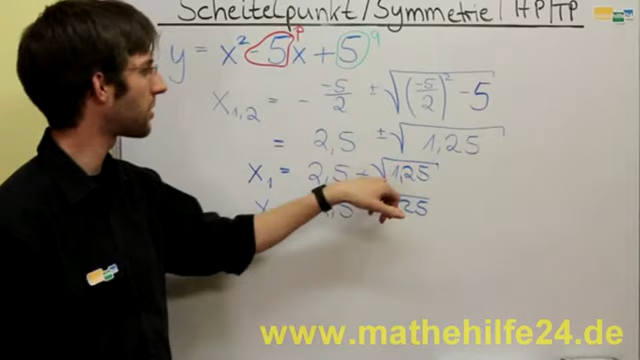 Scheitelpunkt/Symmetrie/HP/TP
y = x² - 5x + 5
p
q
x₁,₂ = - -5/2 ± √((-5/2)² - 5)
= 2,5 ± √1,25
x₁ = 2,5 + √1,25
x 25
www.mathehilfe24.de